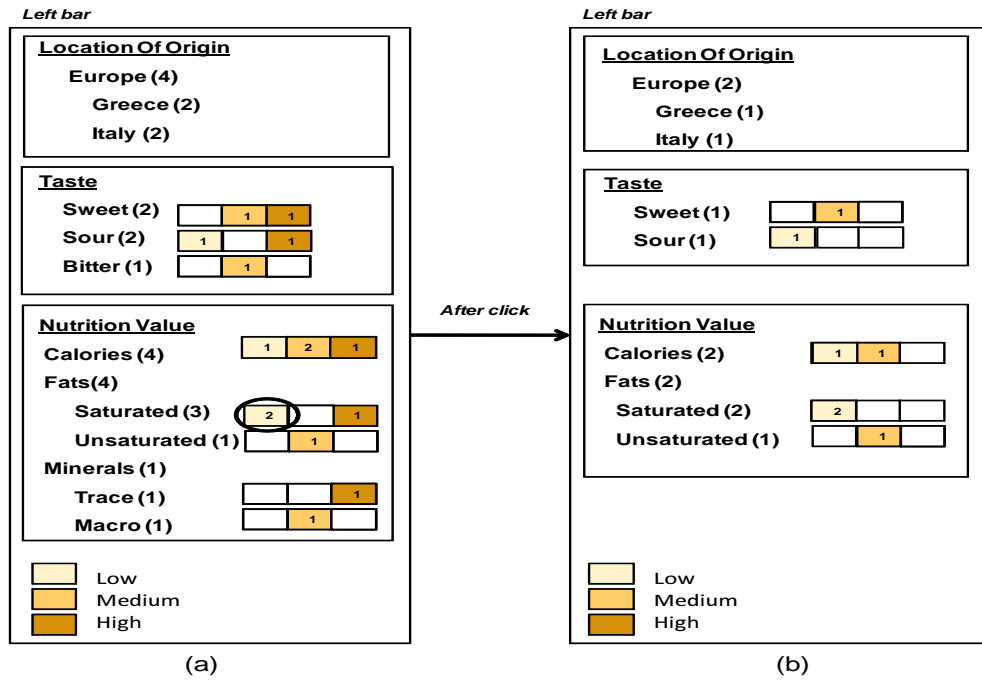 Left bar
Location Of Origin
Europe (4)
Greece (2)
Italy (2)
Taste
Sweet (2) 1 1
Sour (2) 1 1
Bitter (1) 1
Nutrition Value
Calories (4) 1 2 1
Fats(4)
Saturated (3) 2 1
Unsaturated (1) 1
Minerals (1)
Trace (1) 1
Macro (1) 1
Low
Medium
High
(a)
After click
Left bar
Location Of Origin
Europe (2)
Greece (1)
Italy (1)
Taste
Sweet (1) 1
Sour (1) 1
Nutrition Value
Calories (2) 1 1
Fats (2)
Saturated (2) 2
Unsaturated (1) 1
Low
Medium
High
(b)